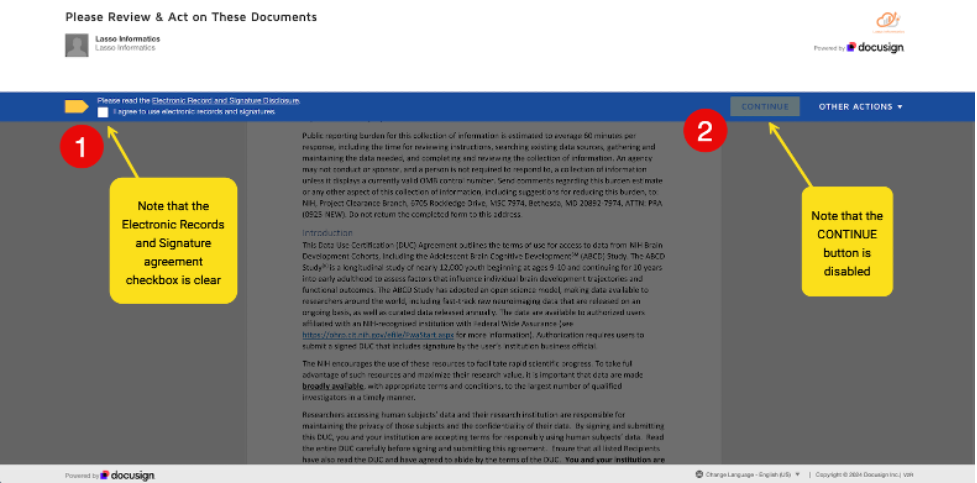 Please Review & Act on These Documents
Lasso Informatics
Lasso Informatics
Powered by docusign
Please read the Electronic Record and Signature Disclosure.
I agree to use electronic records and signatures.
CONTINUE
OTHER ACTIONS
1
2
Note that the
Electronic Records
and Signature
agreement
checkbox is clear
Note that the
CONTINUE
button is
disabled
Public reporting burden for this collection of information is estimated to average 60 minutes per
response, including the time for reviewing instructions, searching existing data sources, gathering and
maintaining the data needed, and completing and reviewing the collection of information. An agency
may not conduct or sponsor, and a person is not required to respond to, a collection of information
unless it displays a currently valid OMB control number. Send comments regarding this burden estimate
or any other aspect of this collection of information, including suggestions for reducing this burden, to:
NIH, Project Clearance Branch, 6705 Rockledge Drive, MSC 7974, Bethesda, MD 20892-7974, ATTN: PRA
(0925-NEW). Do not return the completed form to this address.
Introduction
This Data Use Certification (DUC) Agreement outlines the terms of use for access to data from NIH Brain
Development Cohorts, including the Adolescent Brain Cognitive Development℠ (ABCD) Study. The ABCD
Study® is a longitudinal study of nearly 12,000 youth beginning at ages 9-10 and continuing for 10 years
into early adulthood to assess factors that influence individual brain development trajectories and
functional outcomes. The ABCD Study has adopted an open science model, making data available to
researchers around the world, including fast-track raw neuroimaging data that are released on an
ongoing basis, as well as curated data released annually. The data are available to authorized users
affiliated with an NIH-recognized institution with Federal Wide Assurance (see
https://ohrp.cit.nih.gov/efile/FwaStart.aspx for more information). Authorization requires users to
submit a signed DUC that includes signature by the user's institution business official.
The NIH encourages the use of these resources to facilitate rapid scientific progress. To take full
advantage of such resources and maximize their research value, it is important that data are made
broadly available, with appropriate terms and conditions, to the largest number of qualified
investigators in a timely manner.
Researchers accessing human subjects' data and their research institution are responsible for
maintaining the privacy of those subjects and the confidentiality of their data. By signing and submitting
this DUC, you and your institution are accepting terms for responsibly using human subjects' data. Read
the entire DUC carefully before signing and submitting this agreement. Ensure that all listed Recipients
have also read the DUC and have agreed to abide by the terms of the DUC. You and your institution are
Powered by docusign
Change Language - English (US) | Copyright © 2024 Docusign Inc. | V2R